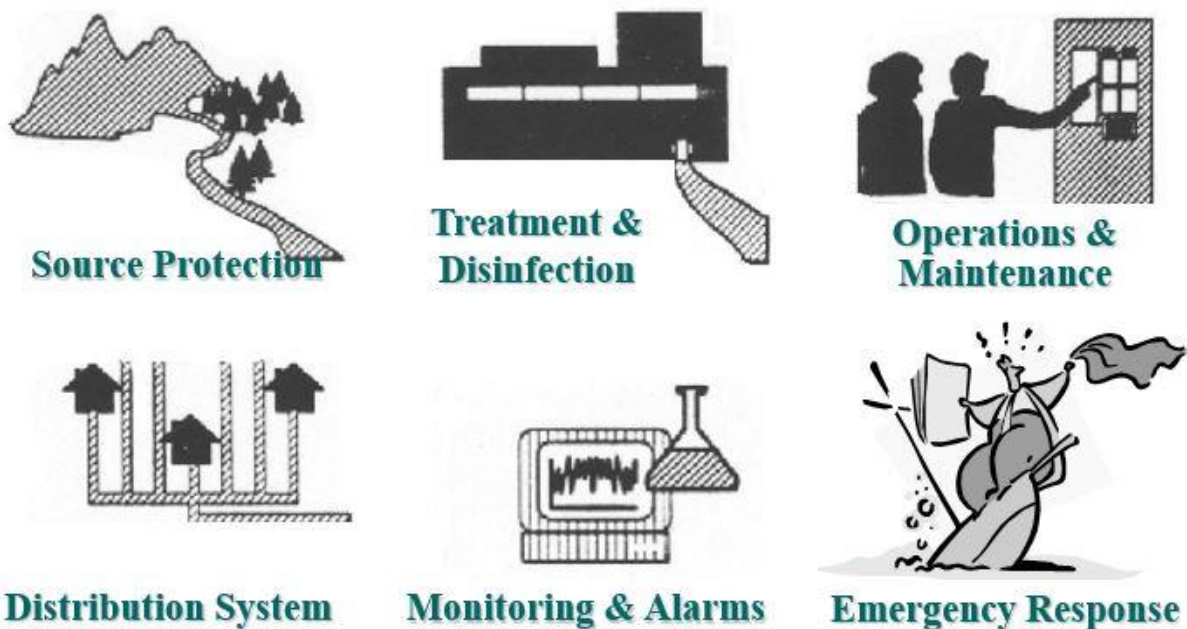 Source Protection
Treatment &
Disinfection
Operations &
Maintenance
Distribution System
Monitoring & Alarms
Emergency Response